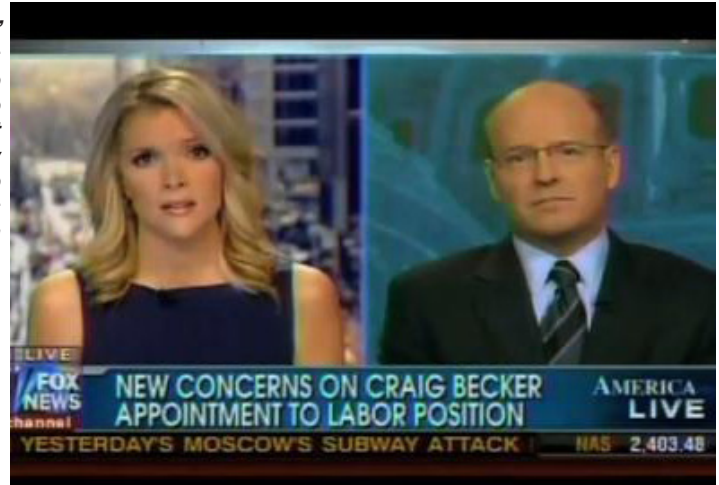 LIVE
FOX
NEWS
channel
NEW CONCERNS ON CRAIG BECKER
APPOINTMENT TO LABOR POSITION
AMERICA
LIVE
YESTERDAY'S MOSCOW'S SUBWAY ATTACK
NAS 2,403.48